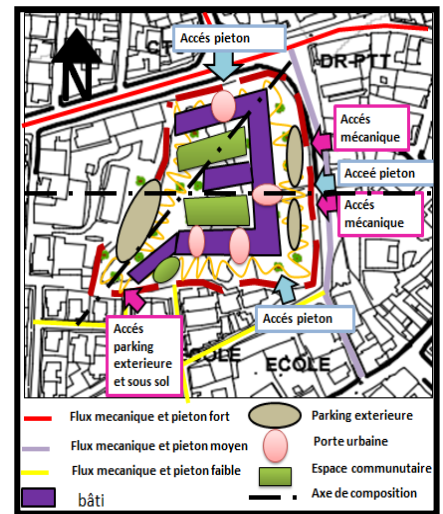 Accés pieton
N
DR-PTT
Accés
mécanique
Acceé pieton
Accés
mécanique
Accés
parking
exterieure
et sous sol
Accés pieton
ECOLE
Flux mecanique et pieton fort
Parking exterieure
Flux mecanique et pieton moyen
Porte urbaine
Flux mecanique et pieton faible
Espace communutaire
bâti
Axe de composition